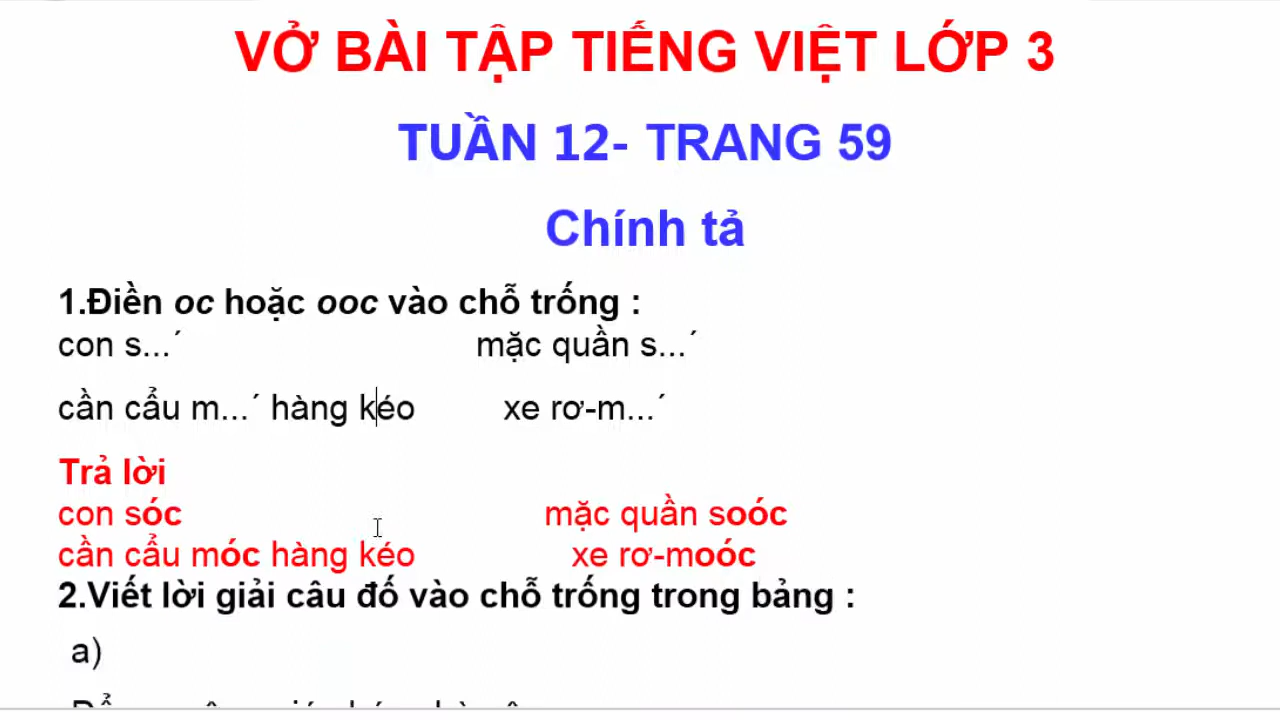 VỞ BÀI TẬP TIẾNG VIỆT LỚP 3
TUẦN 12- TRANG 59
Chính tả
1.Điền oc hoặc ooc vào chỗ trống :
con s...´ mặc quần s...´
cần cẩu m...´ hàng kéo xe rơ-m...´
Trả lời
con sóc mặc quần soóc
cần cẩu móc hàng kéo xe rơ-moóc
2.Viết lời giải câu đố vào chỗ trống trong bảng :
a)